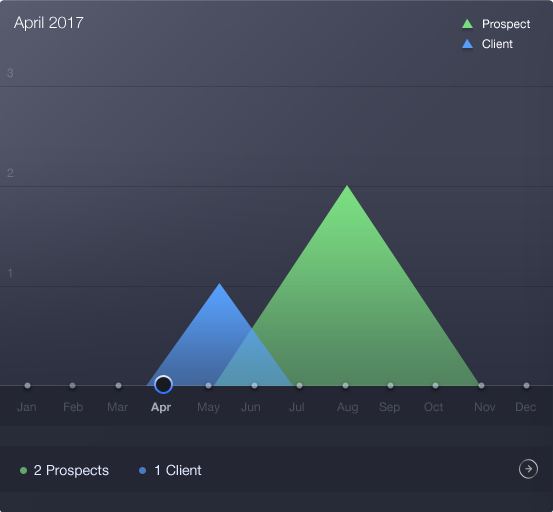 April 2017
Prospect
Client
3
2
1
Jan Feb Mar Apr May Jun Jul Aug Sep Oct Nov Dec
2 Prospects 1 Client